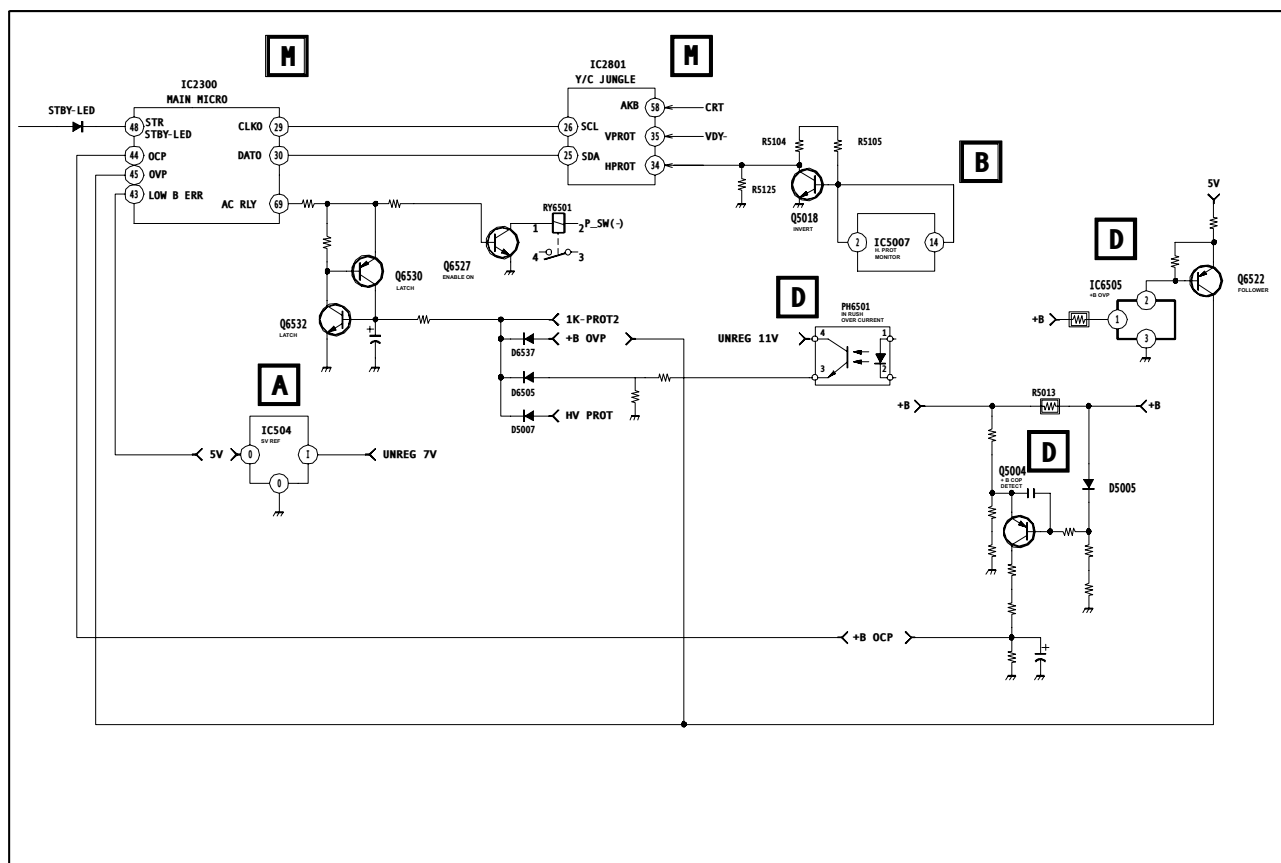 M
M
IC2300
MAIN MICRO
IC2801
Y/C JUNGLE
STBY-LED
48
STR
STBY-LED
CLKO
29
44
OCP
DATO
30
45
OVP
43
LOW B ERR
AC RLY
69
AKB
58
CRT
26
SCL
VPROT
35
VDY-
25
SDA
HPROT
34
R5104
R5105
R5125
Q5018
INVERT
B
2
IC5007
H. PROT
MONITOR
14
RY6501
1
2
P_SW(-)
4
3
Q6527
ENABLE ON
Q6530
LATCH
Q6532
LATCH
5V
D
IC6505
+B OVP
Q6522
FOLLOWER
2
+B
1
3
D
PH6501
IN RUSH
OVER CURRENT
UNREG 11V
4
1
3
2
1K-PROT2
+B OVP
D6537
D6505
HV PROT
D5007
A
IC504
5V REF
5V
O
I
UNREG 7V
O
+B
R5013
+B
D
Q5004
+ B COP
DETECT
D5005
+B OCP
+
+